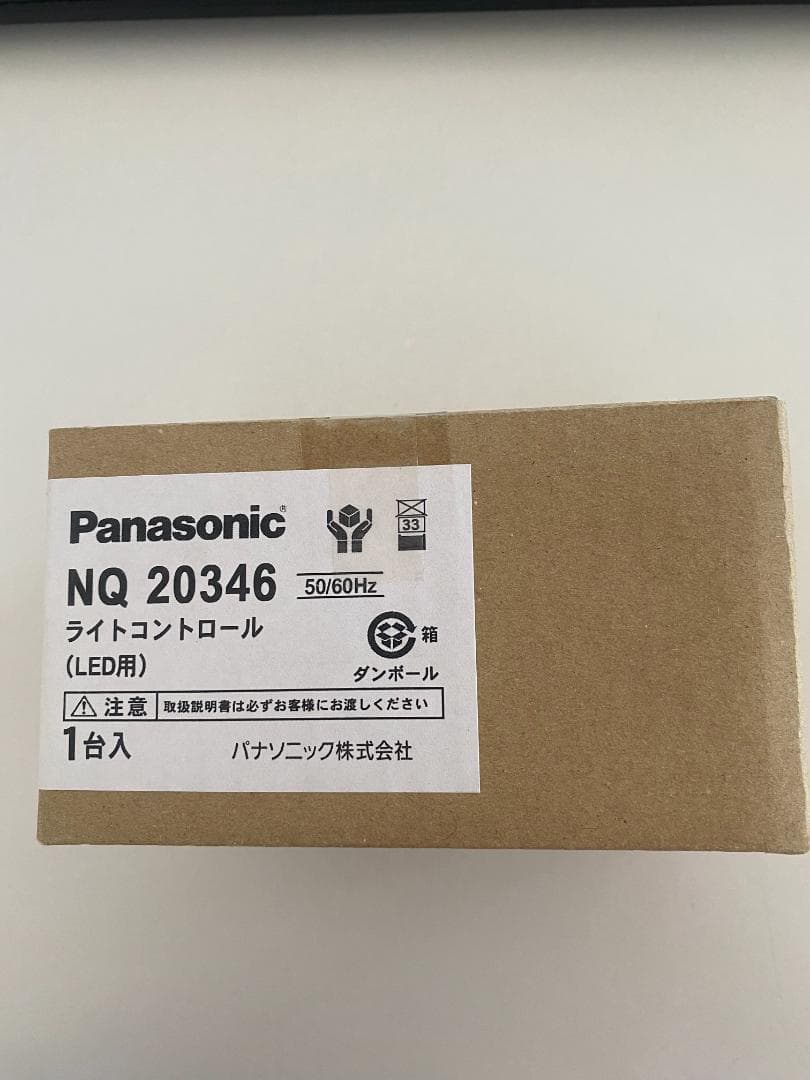 Panasonic®
33
NQ 20346 50/60Hz
ライトコントロール
(LED用)
箱
ダンボール
注意 取扱説明書は必ずお客様にお渡しください
1台入 パナソニック株式会社